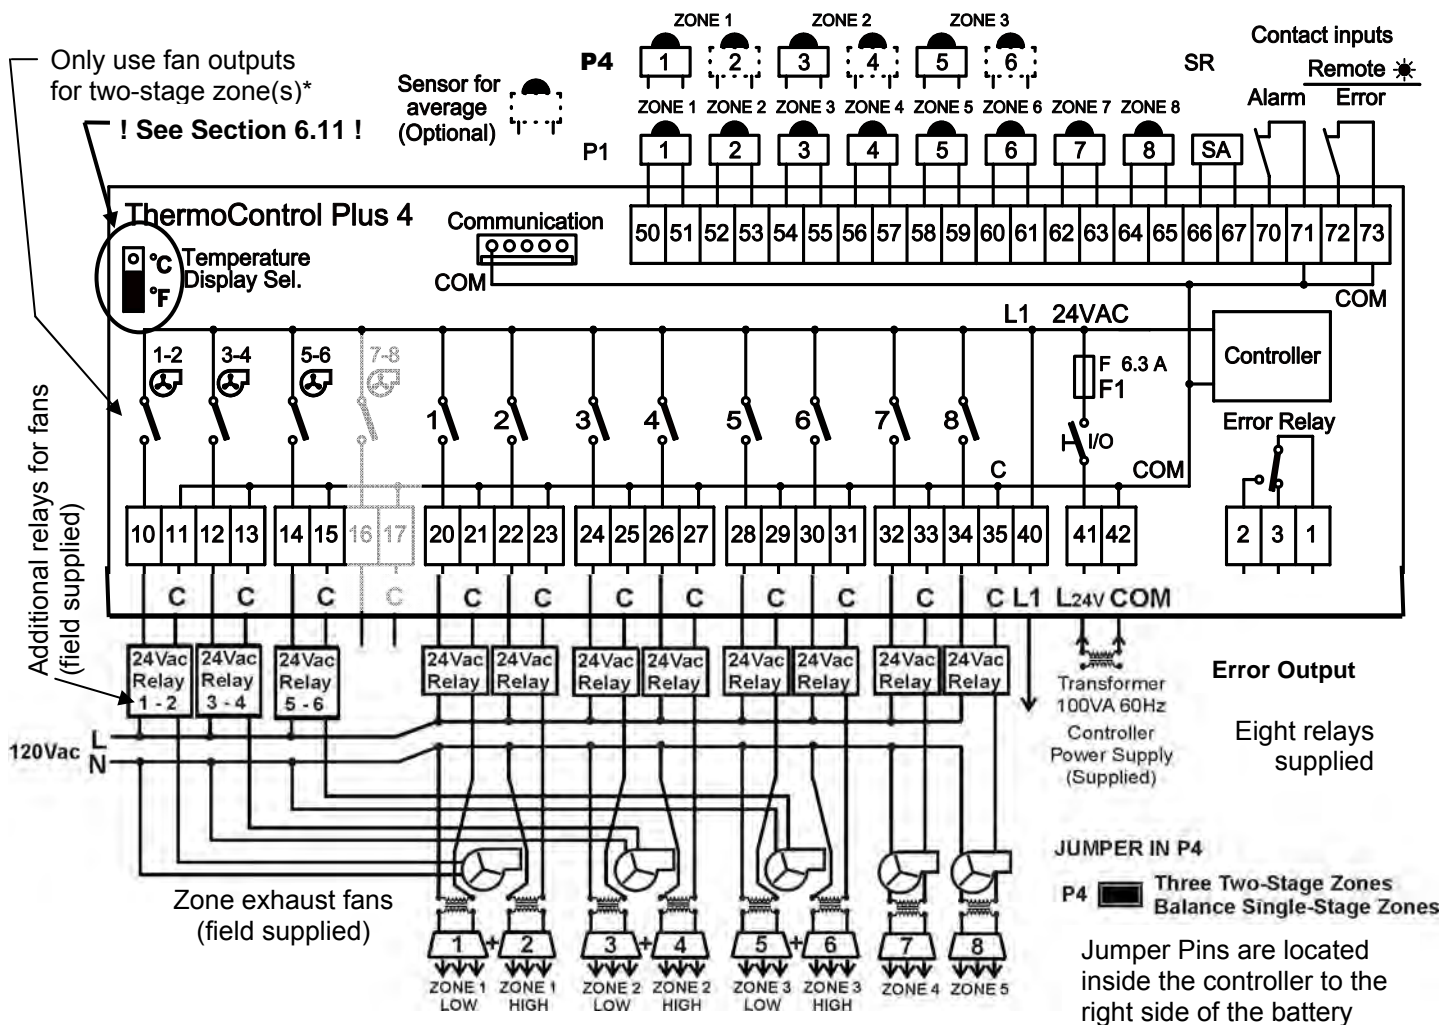 ZONE 1 ZONE 2 ZONE 3
P4 1 2 3 4 5 6 SR
Contact inputs
Remote
Alarm Error
Only use fan outputs
for two-stage zone(s)*
! See Section 6.11 !
Sensor for
average
(Optional)
ZONE 1 ZONE 2 ZONE 3 ZONE 4 ZONE 5 ZONE 6 ZONE 7 ZONE 8
P1 1 2 3 4 5 6 7 8 SA
ThermoControl Plus 4
Communication
50 51 52 53 54 55 56 57 58 59 60 61 62 63 64 65 66 67 70 71 72 73
°C
°F
Temperature
Display Sel.
COM
COM
L1 24VAC
1-2 3-4 5-6 7-8
F 6.3 A
F1
Controller
1 2 3 4 5 6 7 8
I/O
Error Relay
C
COM
10 11 12 13 14 15 16 17 20 21 22 23 24 25 26 27 28 29 30 31 32 33 34 35 40 41 42 2 3 1
C C C C C C C C C C C C L1 L24V COM
Additional relays for fans
(field supplied)
24Vac
Relay
1 - 2
24Vac
Relay
3 - 4
24Vac
Relay
5 - 6
24Vac
Relay
24Vac
Relay
24Vac
Relay
24Vac
Relay
24Vac
Relay
24Vac
Relay
24Vac
Relay
24Vac
Relay
Transformer
100VA 60Hz
Controller
Power Supply
(Supplied)
Error Output
Eight relays
supplied
120Vac L
N
Zone exhaust fans
(field supplied)
1 + 2 3 + 4 5 + 6 7 8
ZONE 1
LOW
ZONE 1
HIGH
ZONE 2
LOW
ZONE 2
HIGH
ZONE 3
LOW
ZONE 3
HIGH
ZONE 4
ZONE 5
JUMPER IN P4
P4
Three Two-Stage Zones
Balance Single-Stage Zones
Jumper Pins are located
inside the controller to the
right side of the battery